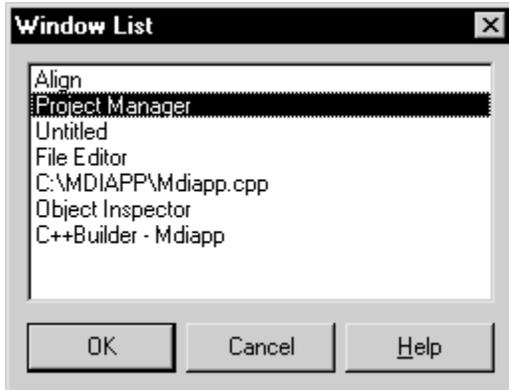 Window List
Align
Project Manager
Untitled
File Editor
C:\MDIAPP\Mdiapp.cpp
Object Inspector
C++Builder - Mdiapp
OK Cancel Help